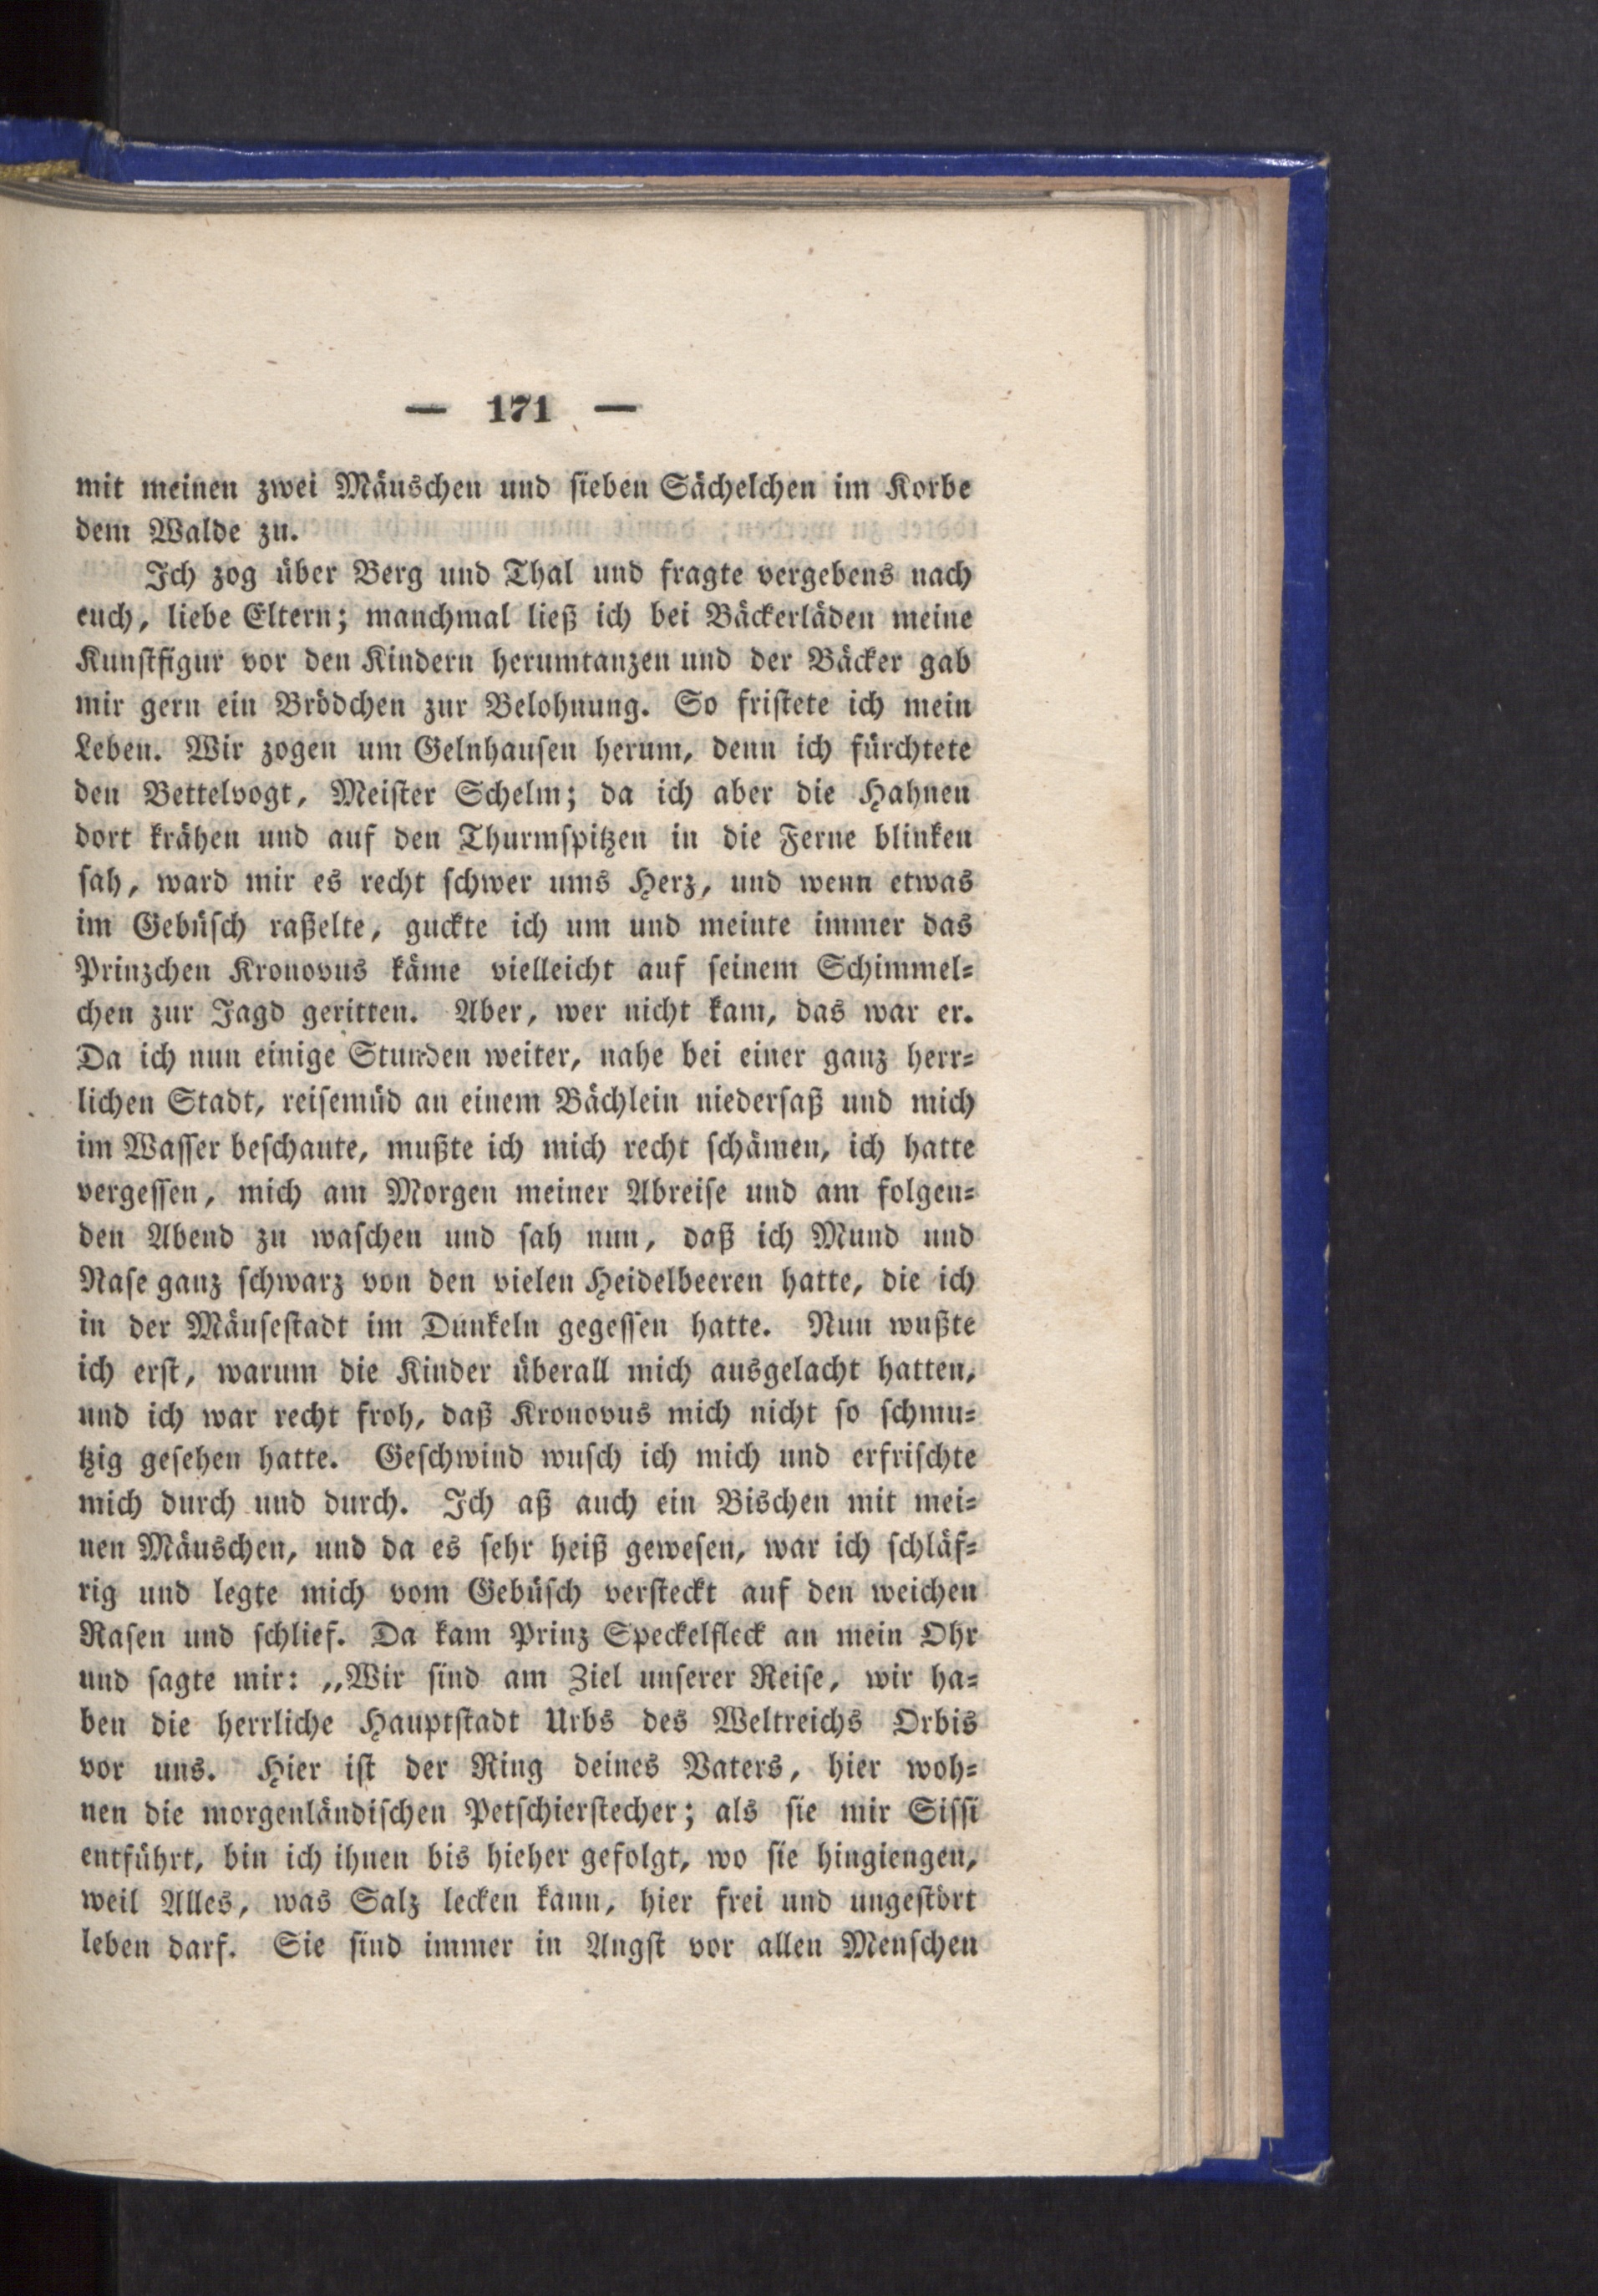 — 171 —
mit meinen zwei Mäuschen und sieben Sächelchen im Korbe
dem Walde zu.
Ich zog über Berg und Thal und fragte vergebens nach
euch, liebe Eltern; manchmal ließ ich bei Bäckerläden meine
Kunstfigur vor den Kindern herumtanzen und der Bäcker gab
mir gern ein Brödchen zur Belohnung. So fristete ich mein
Leben. Wir zogen um Gelnhausen herum, denn ich fürchtete
den Bettelvogt, Meister Schelm; da ich aber die Hahnen
dort krähen und auf den Thurmspitzen in die Ferne blinken
sah, ward mir es recht schwer ums Herz, und wenn etwas
im Gebüsch raßelte, guckte ich um und meinte immer das
Prinzchen Kronovus käme vielleicht auf seinem Schimmel-
chen zur Jagd geritten. Aber, wer nicht kam, das war er.
Da ich nun einige Stunden weiter, nahe bei einer ganz herr-
lichen Stadt, reisemüd an einem Bächlein niedersaß und mich
im Wasser beschaute, mußte ich mich recht schämen, ich hatte
vergessen, mich am Morgen meiner Abreise und am folgen-
den Abend zu waschen und sah nun, daß ich Mund und
Nase ganz schwarz von den vielen Heidelbeeren hatte, die ich
in der Mäusestadt im Dunkeln gegessen hatte. Nun wußte
ich erst, warum die Kinder überall mich ausgelacht hatten,
und ich war recht froh, daß Kronovus mich nicht so schmu-
tzig gesehen hatte. Geschwind wusch ich mich und erfrischte
mich durch und durch. Ich aß auch ein Bischen mit mei-
nen Mäuschen, und da es sehr heiß gewesen, war ich schläf-
rig und legte mich vom Gebüsch versteckt auf den weichen
Rasen und schlief. Da kam Prinz Speckelfleck an mein Ohr
und sagte mir: „Wir sind am Ziel unserer Reise, wir ha-
ben die herrliche Hauptstadt Urbs des Weltreichs Orbis
vor uns. Hier ist der Ring deines Vaters, hier woh-
nen die morgenländischen Petschierstecher; als sie mir Sissi
entführt, bin ich ihnen bis hieher gefolgt, wo sie hingiengen,
weil Alles, was Salz lecken kann, hier frei und ungestört
leben darf. Sie sind immer in Angst vor allen Menschen